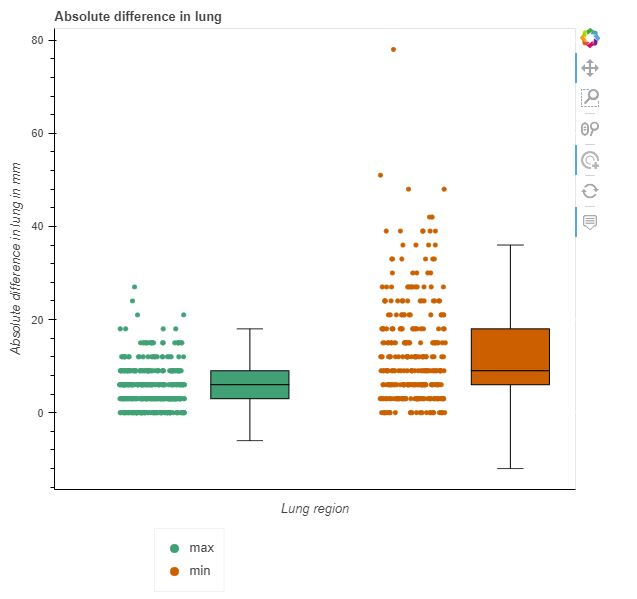 Absolute difference in lung
80
60
40
20
0
Absolute difference in lung in mm
Lung region
max
min